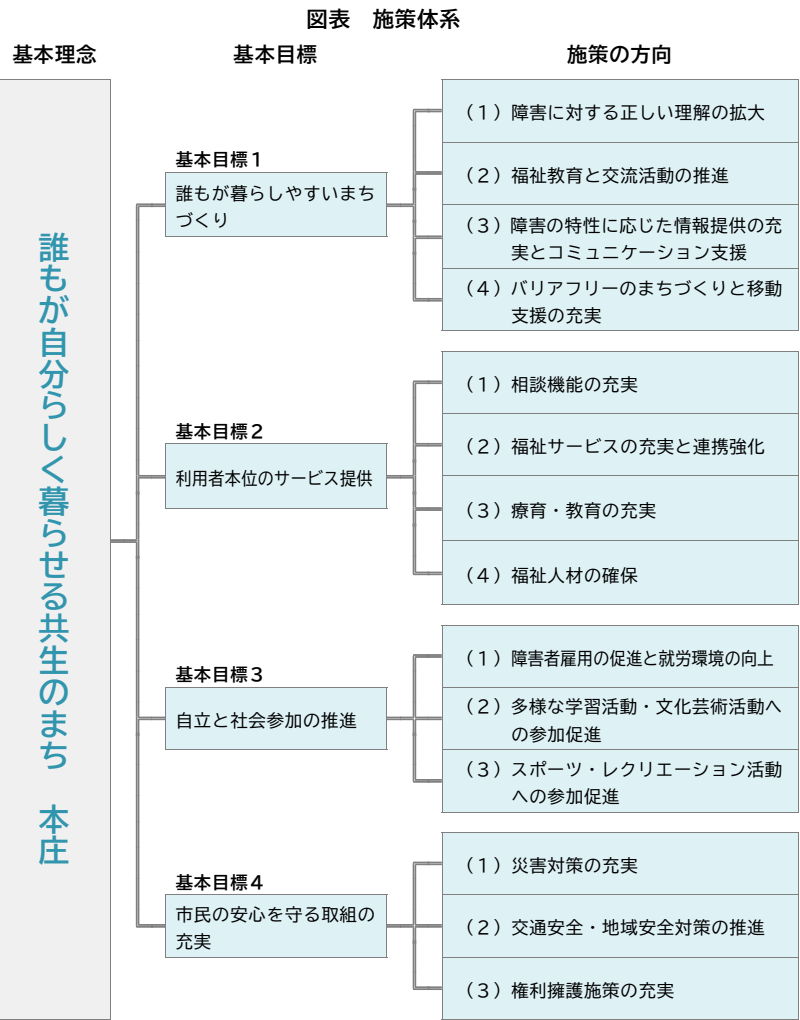 図表　施策体系
基本理念
基本目標
施策の方向
誰もが自分らしく暮らせる共生のまち　本庄
基本目標１
誰もが暮らしやすいまち
づくり
（１）障害に対する正しい理解の拡大
（２）福祉教育と交流活動の推進
（３）障害の特性に応じた情報提供の充
実とコミュニケーション支援
（４）バリアフリーのまちづくりと移動
支援の充実
基本目標２
利用者本位のサービス提供
（１）相談機能の充実
（２）福祉サービスの充実と連携強化
（３）療育・教育の充実
（４）福祉人材の確保
基本目標３
自立と社会参加の推進
（１）障害者雇用の促進と就労環境の向上
（２）多様な学習活動・文化芸術活動へ
の参加促進
（３）スポーツ・レクリエーション活動
への参加促進
基本目標４
市民の安心を守る取組の
充実
（１）災害対策の充実
（２）交通安全・地域安全対策の推進
（３）権利擁護施策の充実